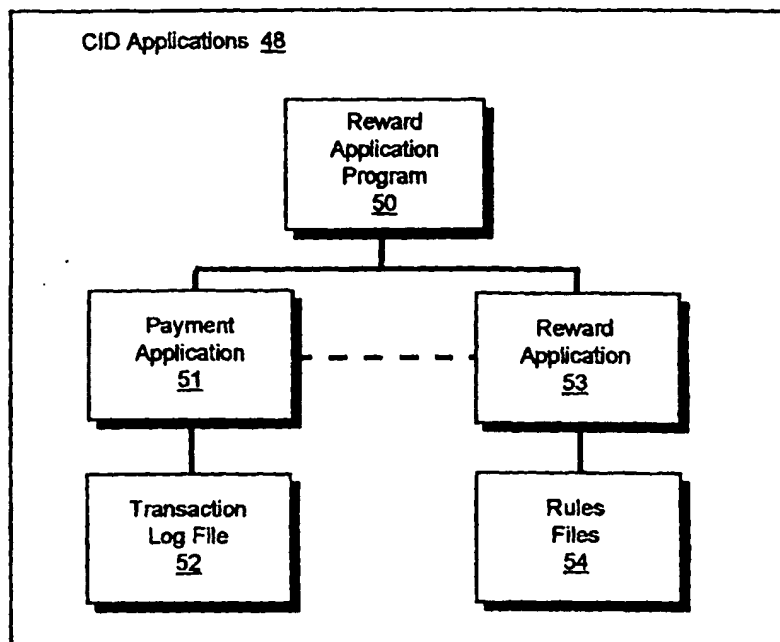 CID Applications 48
Reward
Application
Program
50
Payment
Application
51
Reward
Application
53
Transaction
Log File
52
Rules
Files
54